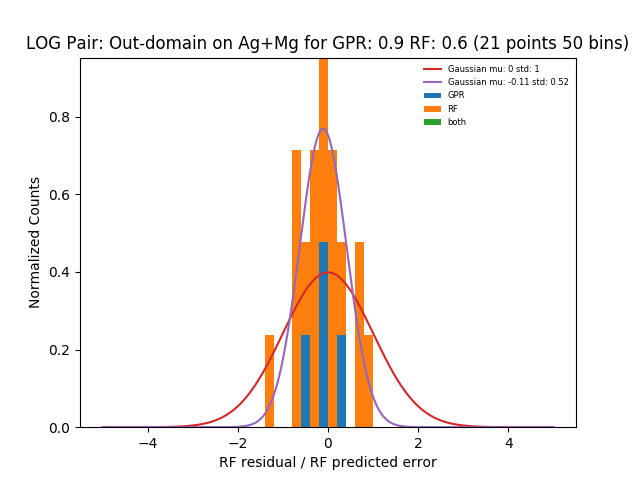 LOG Pair: Out-domain on Ag+Mg for GPR: 0.9 RF: 0.6 (21 points 50 bins)
Gaussian mu: 0 std: 1
Gaussian mu: -0.11 std: 0.52
GPR
RF
both
Normalized Counts
0.8
0.6
0.4
0.2
0.0
−4 −2 0 2 4
RF residual / RF predicted error